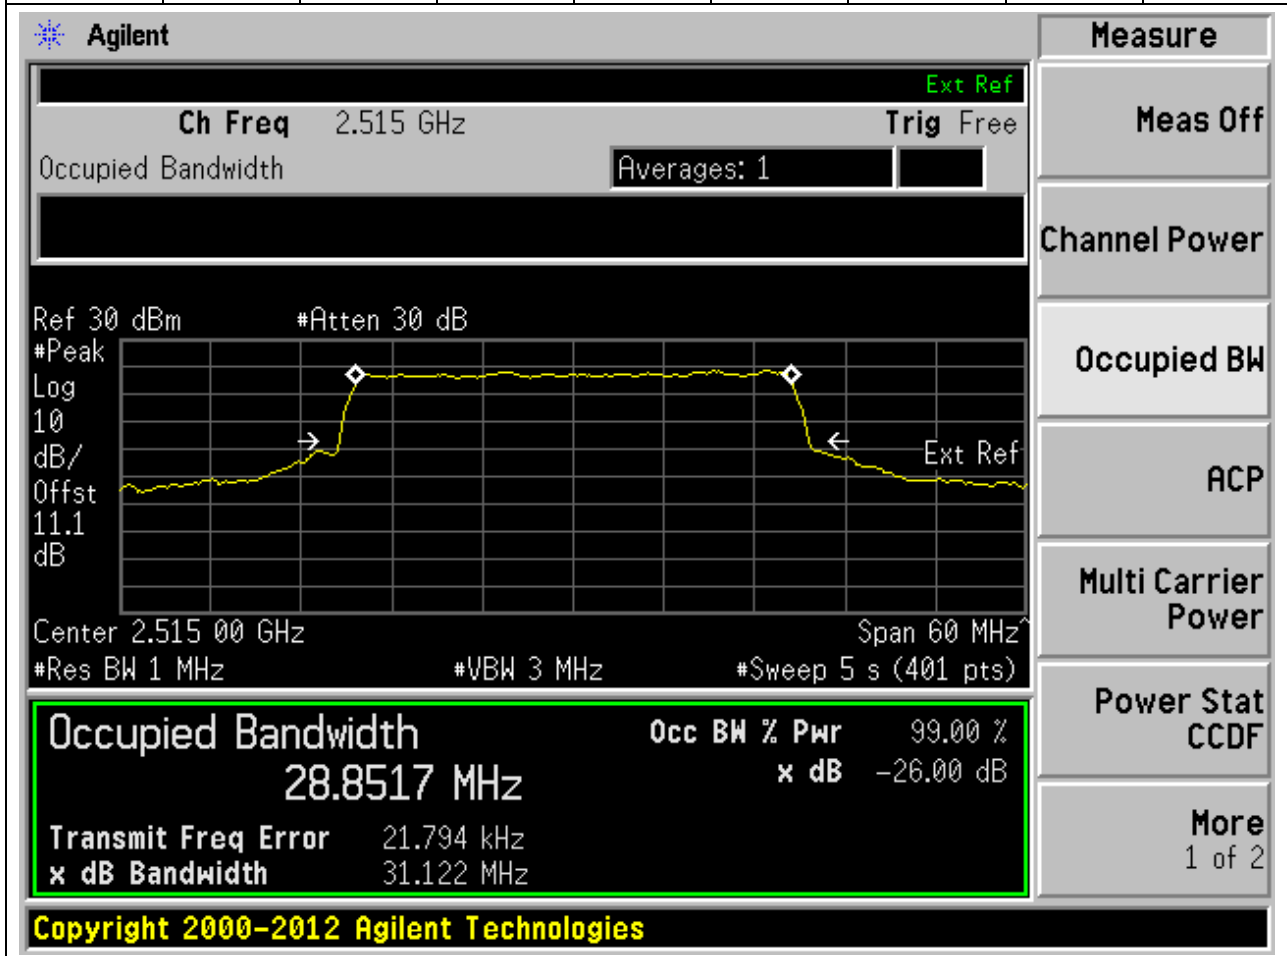 Agilent
Measure
Ext Ref
Ch Freq 2.515 GHz Trig Free
Meas Off
Occupied Bandwidth Averages: 1
Channel Power
Ref 30 dBm #Atten 30 dB
#Peak
Log
10
dB/
Offst
11.1
dB
Ext Ref
Occupied BW
ACP
Center 2.515 00 GHz Span 60 MHz^
#Res BW 1 MHz #VBW 3 MHz #Sweep 5 s (401 pts)
Multi Carrier
Power
Occupied Bandwidth Occ BW % Pwr 99.00 %
28.8517 MHz x dB -26.00 dB
Transmit Freq Error 21.794 kHz
x dB Bandwidth 31.122 MHz
Power Stat
CCDF
More
1 of 2
Copyright 2000-2012 Agilent Technologies